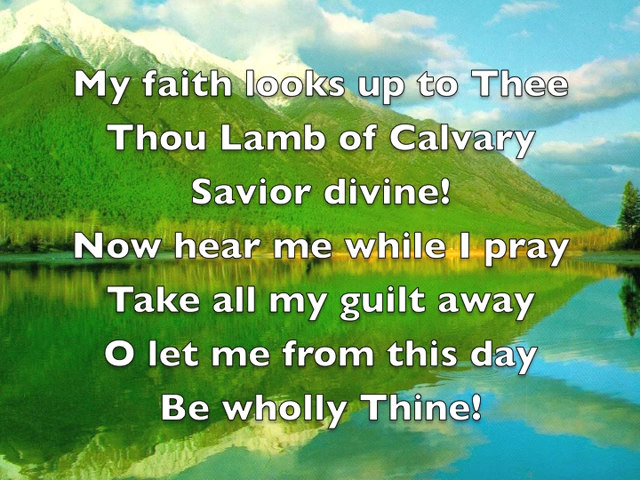 My faith looks up to Thee
Thou Lamb of Calvary
Savior divine!
Now hear me while I pray
Take all my guilt away
O let me from this day
Be wholly Thine!